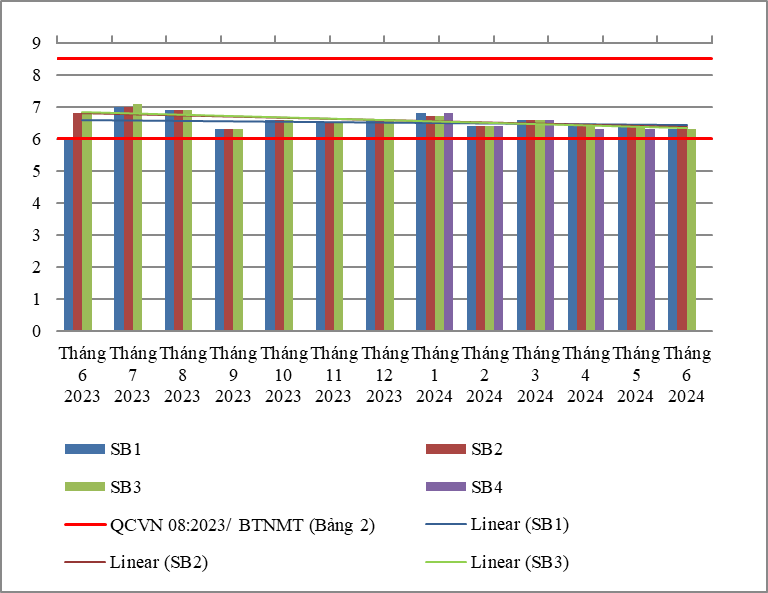 9
8
7
6
5
4
3
2
1
0
Tháng Tháng Tháng Tháng Tháng Tháng Tháng Tháng Tháng Tháng Tháng Tháng Tháng
6 7 8 9 10 11 12 1 2 3 4 5 6
2023 2023 2023 2023 2023 2023 2023 2024 2024 2024 2024 2024 2024
SB1 SB2
SB3 SB4
QCVN 08:2023/ BTNMT (Bảng 2) Linear (SB1)
Linear (SB2) Linear (SB3)